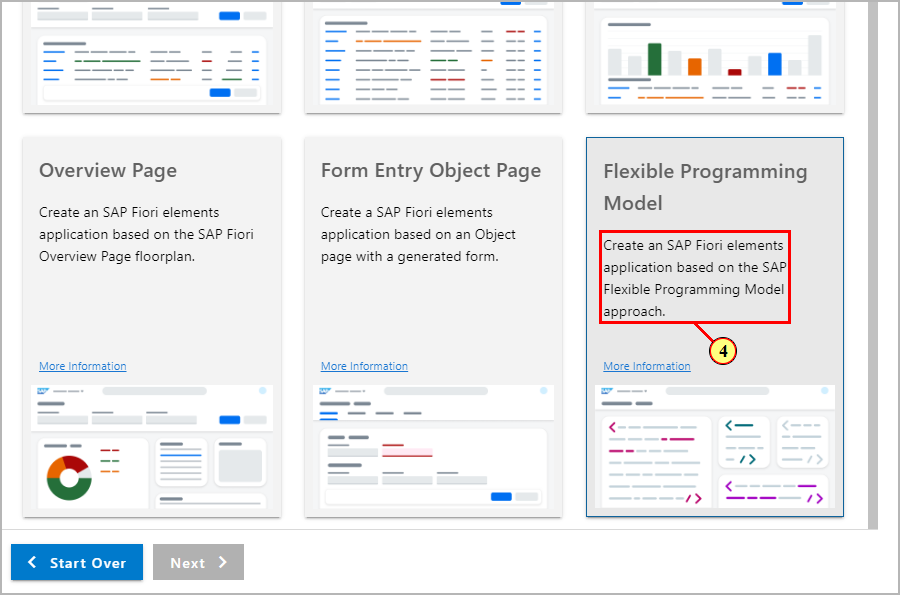 Overview Page
Create an SAP Fiori elements
application based on the SAP Fiori
Overview Page floorplan.
More Information
SAP
Form Entry Object Page
Create a SAP Fiori elements
application based on an Object
page with a generated form.
More Information
SAP
Flexible Programming
Model
Create an SAP Fiori elements
application based on the SAP
Flexible Programming Model
approach.
4
More Information
SAP
Start Over
Next